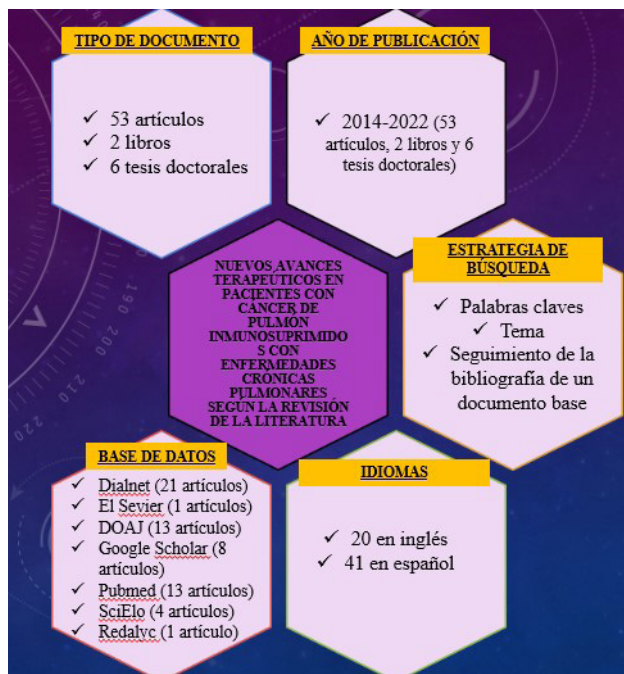 TIPO DE DOCUMENTO
✓ 53 artículos
✓ 2 libros
✓ 6 tesis doctorales
AÑO DE PUBLICACIÓN
✓ 2014-2022 (53
artículos, 2 libros y 6
tesis doctorales)
NUEVOS AVANCES
TERAPEÚTICOS EN
PACIENTES CON
CÁNCER DE
PULMÓN
INMUNOSUPRIMIDO
S CON
ENFERMEDADES
CRÓNICAS
PULMONARES
SEGÚN LA REVISIÓN
DE LA LITERATURA
ESTRATEGIA DE
BÚSQUEDA
✓ Palabras claves
✓ Tema
✓ Seguimiento de la
bibliografía de un
documento base
BASE DE DATOS
✓ Dialnet (21 artículos)
✓ El Sevier (1 artículos)
✓ DOAJ (13 artículos)
✓ Google Scholar (8
artículos)
✓ Pubmed (13 artículos)
✓ SciElo (4 artículos)
✓ Redalyc (1 artículo)
IDIOMAS
✓ 20 en inglés
✓ 41 en español
190
200
210
220